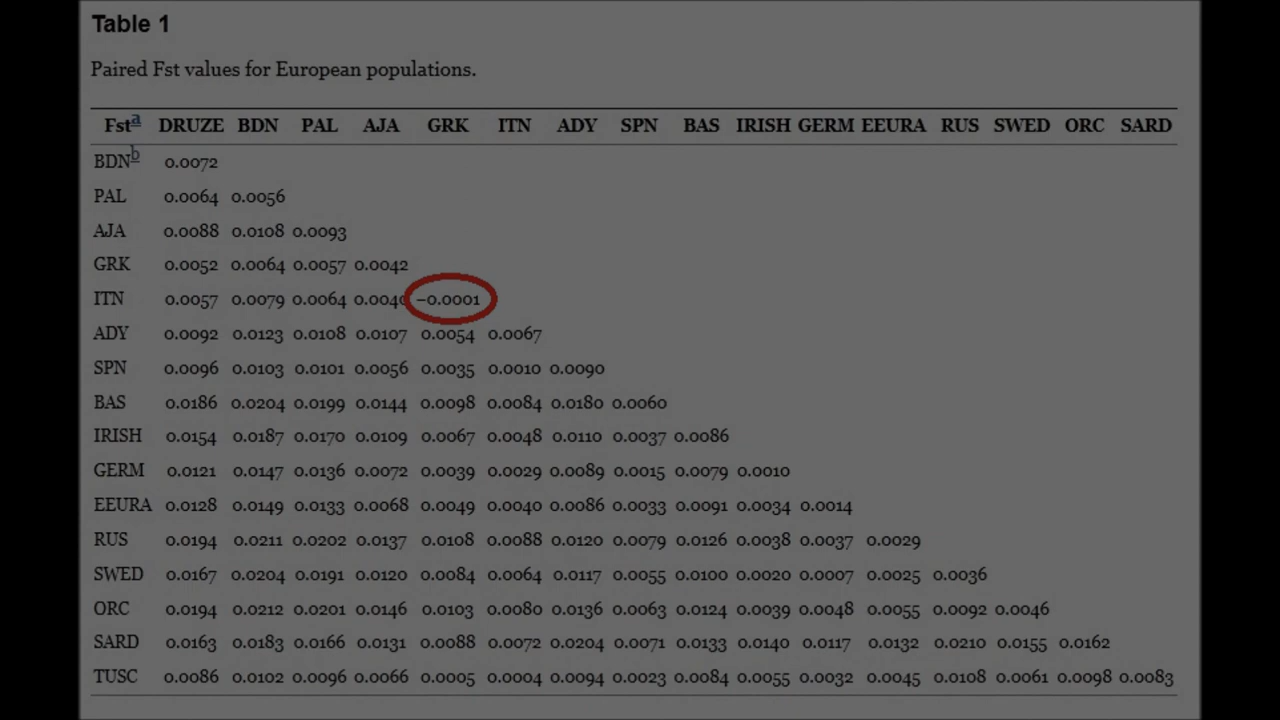 Table 1
Paired Fst values for European populations.
Fstª DRUZE BDN PAL AJA GRK ITN ADY SPN BAS IRISH GERM EEURA RUS SWED ORC SARD
BDNb 0.0072
PAL 0.0064 0.0056
AJA 0.0088 0.0108 0.0093
GRK 0.0052 0.0064 0.0057 0.0042
ITN 0.0057 0.0079 0.0064 0.0040 −0.0001
ADY 0.0092 0.0123 0.0108 0.0107 0.0054 0.0067
SPN 0.0096 0.0103 0.0101 0.0056 0.0035 0.0010 0.0090
BAS 0.0186 0.0204 0.0199 0.0144 0.0098 0.0084 0.0180 0.0060
IRISH 0.0154 0.0187 0.0170 0.0109 0.0067 0.0048 0.0110 0.0037 0.0086
GERM 0.0121 0.0147 0.0136 0.0072 0.0039 0.0029 0.0089 0.0015 0.0079 0.0010
EEURA 0.0128 0.0149 0.0133 0.0068 0.0049 0.0040 0.0086 0.0033 0.0091 0.0034 0.0014
RUS 0.0194 0.0211 0.0202 0.0137 0.0108 0.0088 0.0120 0.0079 0.0126 0.0038 0.0037 0.0029
SWED 0.0167 0.0204 0.0191 0.0120 0.0084 0.0064 0.0117 0.0055 0.0100 0.0020 0.0007 0.0025 0.0036
ORC 0.0194 0.0212 0.0201 0.0146 0.0103 0.0080 0.0136 0.0063 0.0124 0.0039 0.0048 0.0055 0.0092 0.0046
SARD 0.0163 0.0183 0.0166 0.0131 0.0088 0.0072 0.0204 0.0071 0.0133 0.0140 0.0117 0.0132 0.0210 0.0155 0.0162
TUSC 0.0086 0.0102 0.0096 0.0066 0.0005 0.0004 0.0094 0.0023 0.0084 0.0055 0.0032 0.0045 0.0108 0.0061 0.0098 0.0083